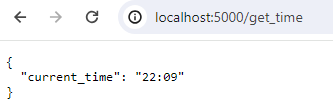 localhost:5000/get_time
{
"current_time": "22:09"
}